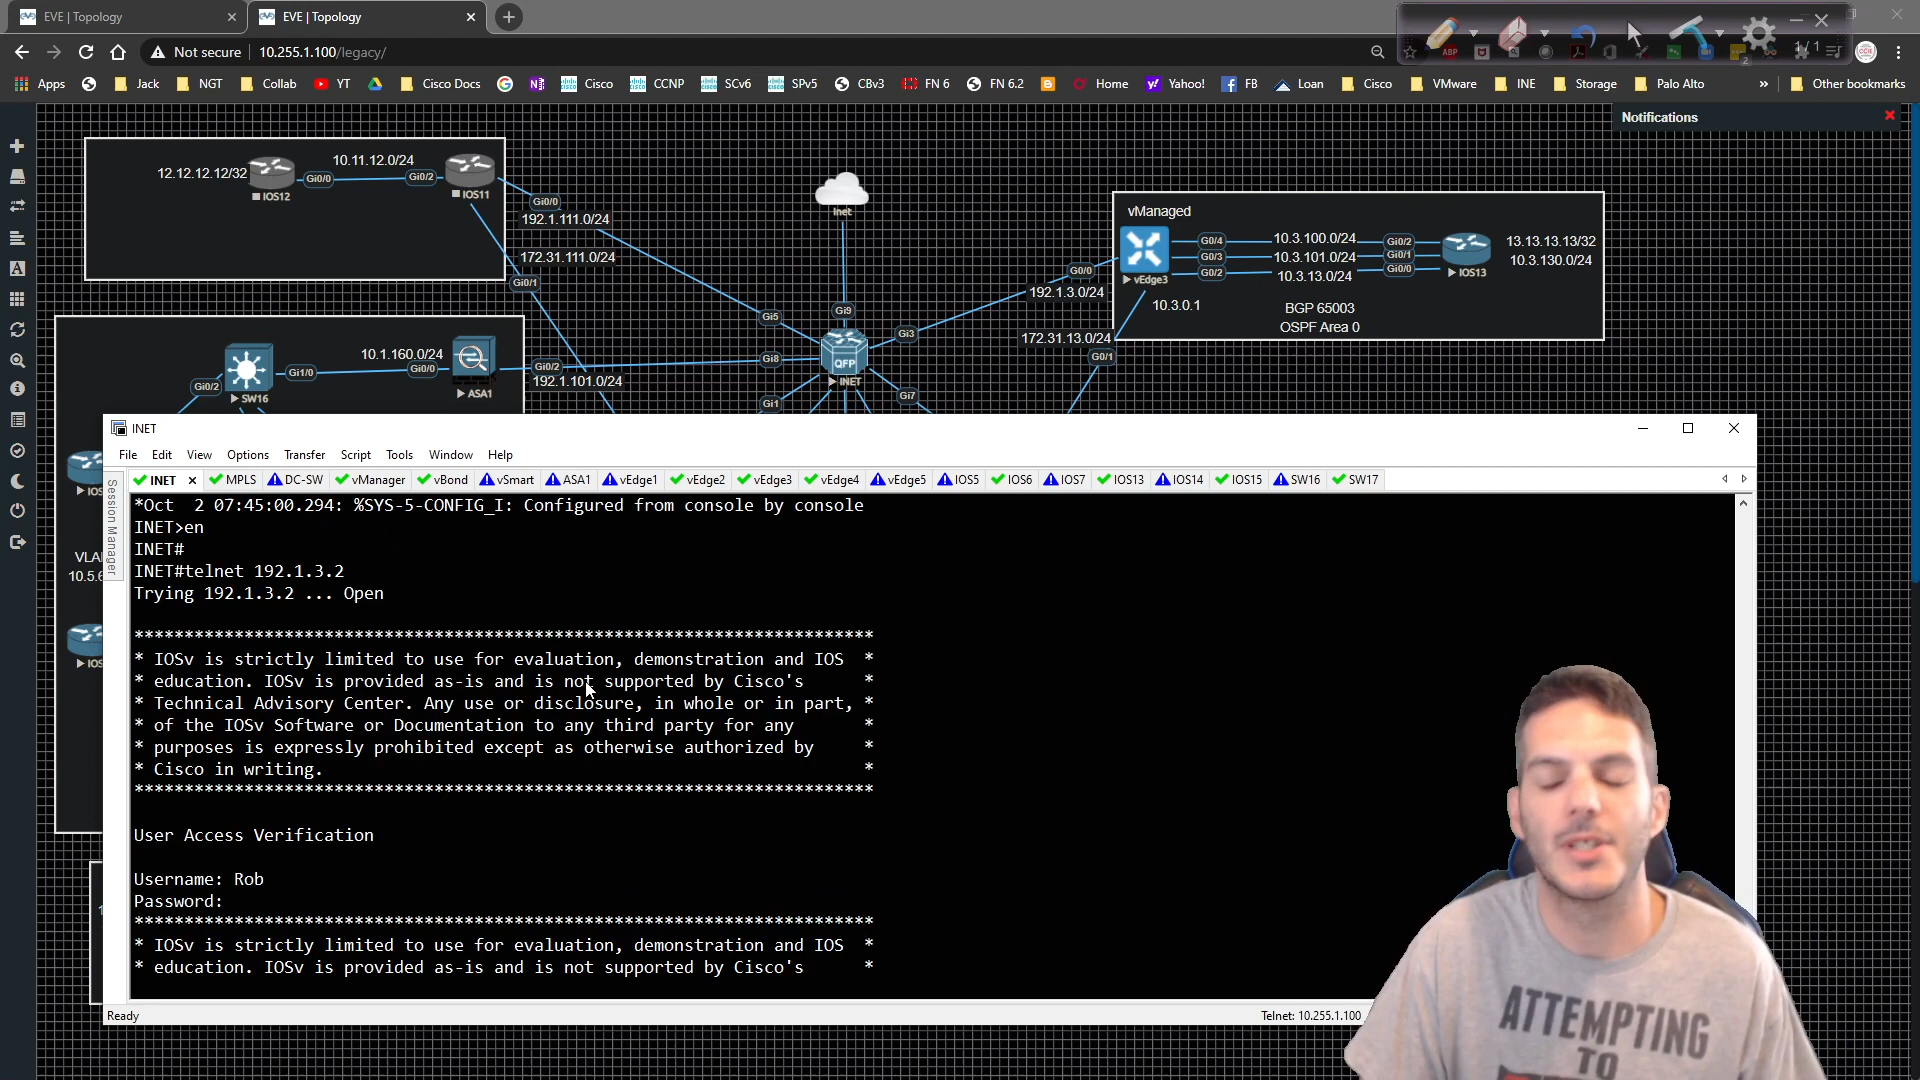 EVE | Topology
EVE | Topology
Not secure 10.255.1.100/legacy/
1 / 1
Apps Jack NGT Collab YT Cisco Docs Cisco CCNP SCv6 SPv5 CBv3 FN 6 FN 6.2 Home Yahoo! FB Loan Cisco VMware INE Storage Palo Alto » Other bookmarks
Notifications
12.12.12.12/32
IOS12
Gi0/0
10.11.12.0/24
Gi0/2
IOS11
Gi0/0
192.1.111.0/24
172.31.111.0/24
Gi0/1
Inet
Gi9
vManaged
vEdge3
G0/4 10.3.100.0/24 Gi0/2
G0/3 10.3.101.0/24 Gi0/1
G0/2 10.3.13.0/24 Gi0/0
IOS13
13.13.13.13/32
10.3.130.0/24
10.3.0.1
BGP 65003
OSPF Area 0
G0/0
192.1.3.0/24
172.31.13.0/24
G0/1
Gi5
Gi3
QFP
INET
Gi8
Gi1
Gi7
SW16
Gi0/2
Gi1/0
10.1.160.0/24
Gi0/0
ASA1
Gi0/2
192.1.101.0/24
INET
File Edit View Options Transfer Script Tools Window Help
Session Manager
INET MPLS DC-SW vManager vBond vSmart ASA1 vEdge1 vEdge2 vEdge3 vEdge4 vEdge5 IOS5 IOS6 IOS7 IOS13 IOS14 IOS15 SW16 SW17
*Oct  2 07:45:00.294: %SYS-5-CONFIG_I: Configured from console by console
INET>en
INET#
INET#telnet 192.1.3.2
Trying 192.1.3.2 ... Open
**************************************************************************
* IOSv is strictly limited to use for evaluation, demonstration and IOS  *
* education. IOSv is provided as-is and is not supported by Cisco's      *
* Technical Advisory Center. Any use or disclosure, in whole or in part, *
* of the IOSv Software or Documentation to any third party for any       *
* purposes is expressly prohibited except as otherwise authorized by     *
* Cisco in writing.                                                      *
**************************************************************************
User Access Verification
Username: Rob
Password:
**************************************************************************
* IOSv is strictly limited to use for evaluation, demonstration and IOS  *
* education. IOSv is provided as-is and is not supported by Cisco's      *
Ready
Telnet: 10.255.1.100
IOS
VLA
10.5.6
IOS
ATTEMPTING
TO